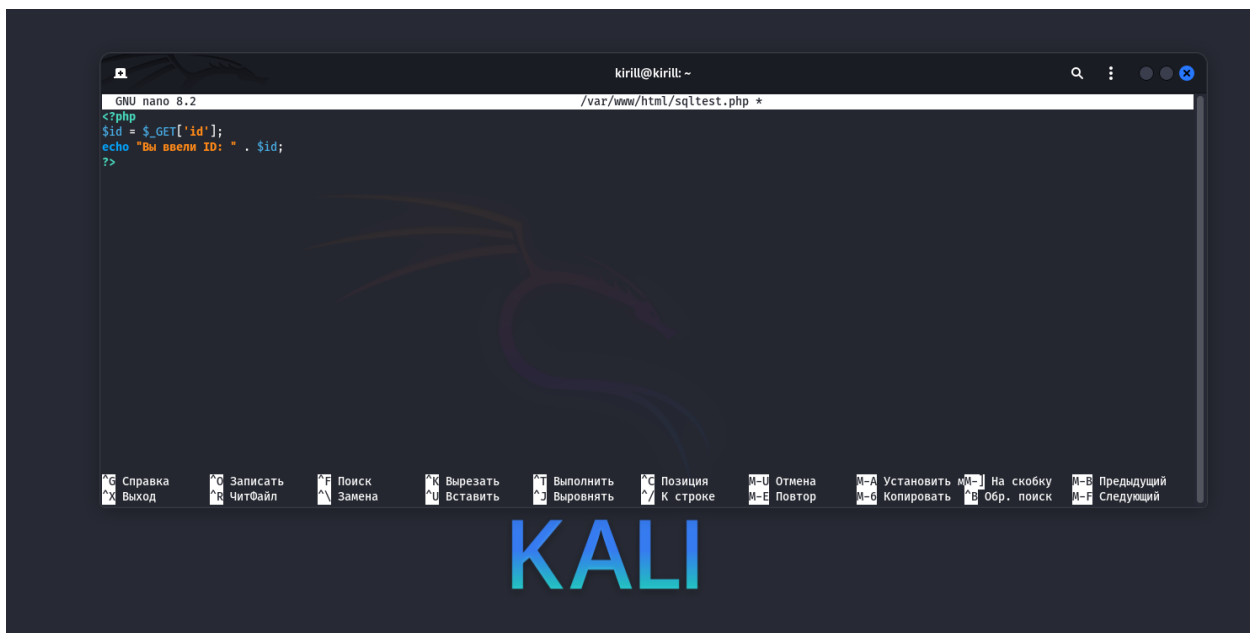 kirill@kirill: ~
GNU nano 8.2 /var/www/html/sqltest.php *
<?php
$id = $_GET['id'];
echo "Вы ввели ID: " . $id;
?>
^G Справка ^O Записать ^F Поиск ^K Вырезать ^T Выполнить ^C Позиция M-U Отмена M-A Установить мM-] На скобку M-B Предыдущий
^X Выход ^R ЧитФайл ^\ Замена ^U Вставить ^J Выровнять ^/ К строке M-E Повтор M-6 Копировать ^B Обр. поиск M-F Следующий
KALI